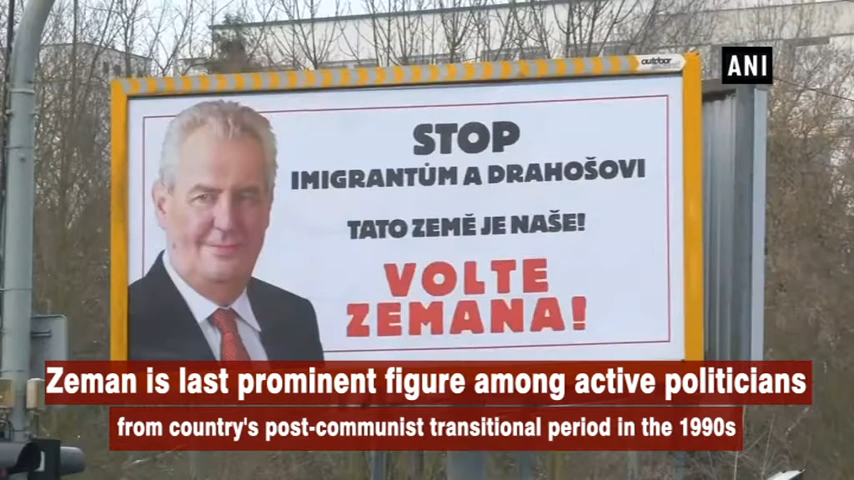 outdoor
ANI
STOP
IMIGRANTŮM A DRAHOŠOVI
TATO ZEMĚ JE NAŠE!
VOLTE
ZEMANA!
Zeman is last prominent figure among active politicians
from country's post-communist transitional period in the 1990s